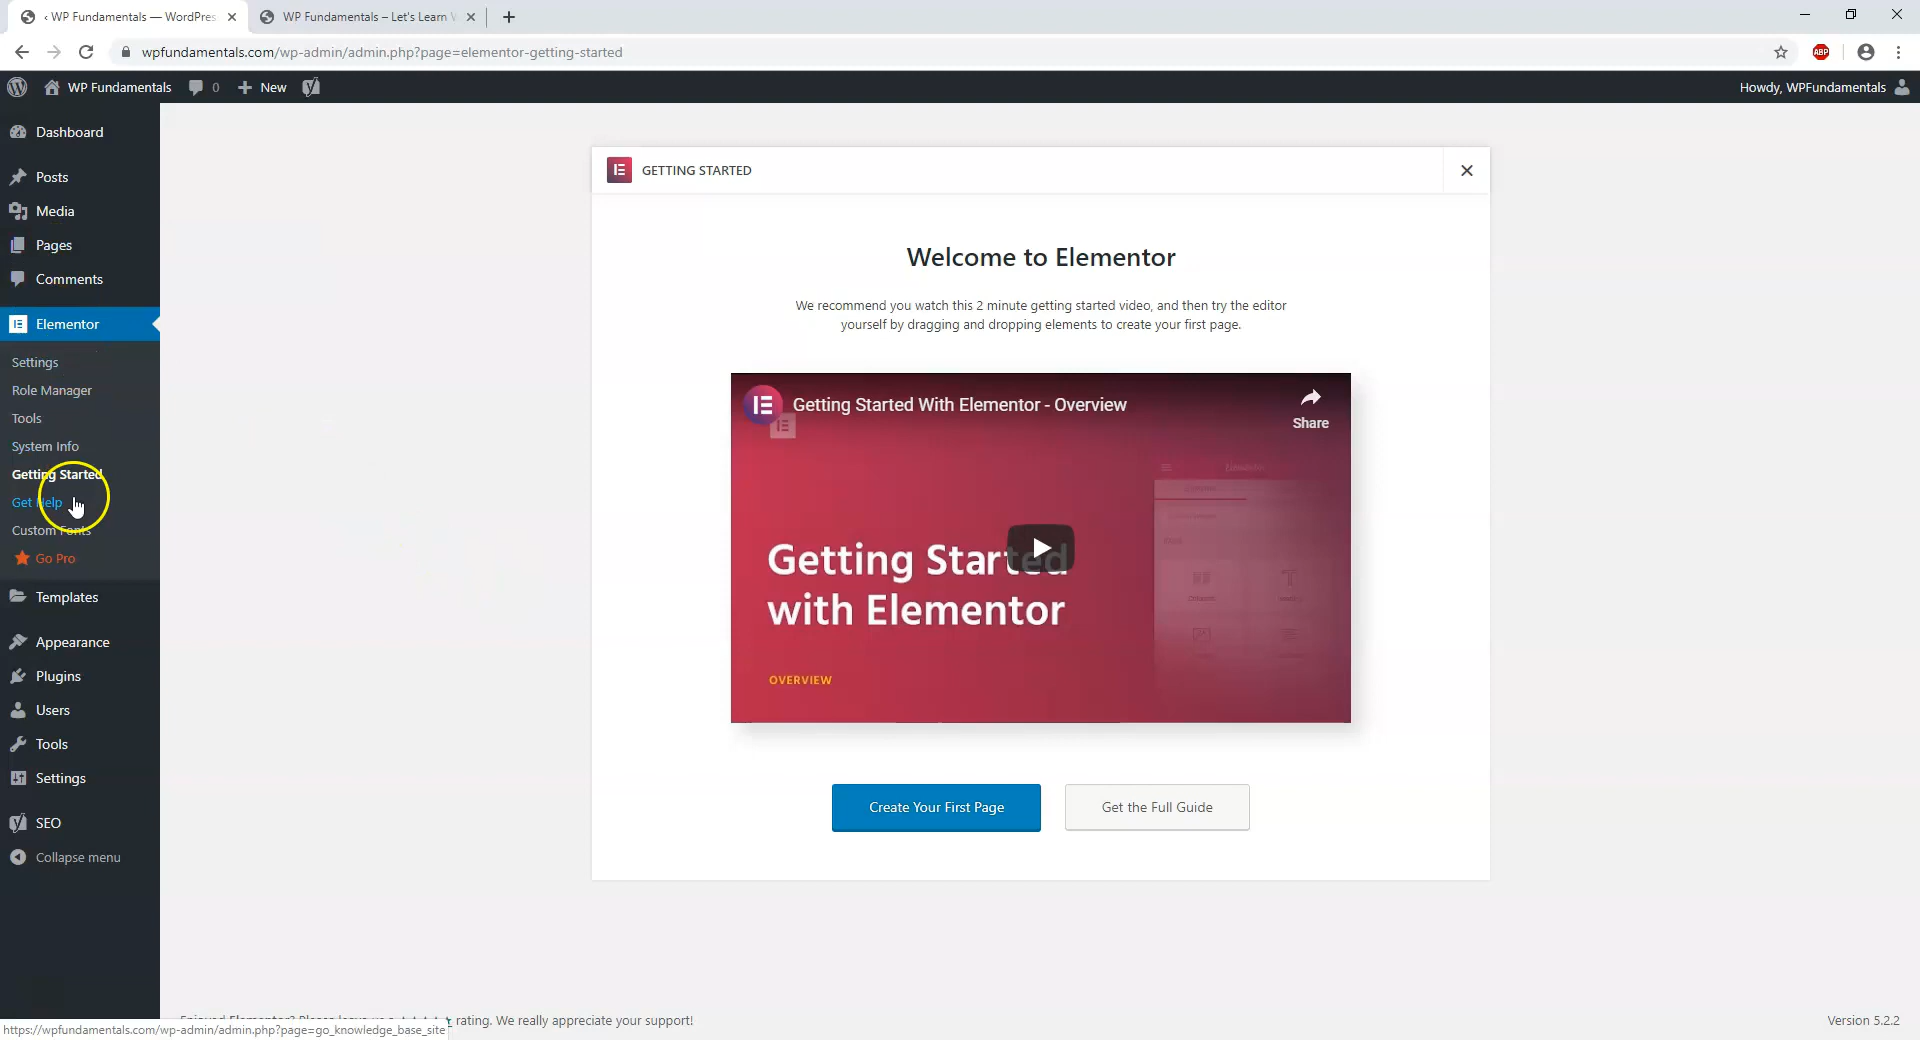 ‹ WP Fundamentals — WordPres
WP Fundamentals – Let's Learn
wpfundamentals.com/wp-admin/admin.php?page=elementor-getting-started
ABP
WP Fundamentals
0
New
Howdy, WPFundamentals
Dashboard
Posts
Media
Pages
Comments
Elementor
Settings
Role Manager
Tools
System Info
Getting Started
Get Help
Custom Fonts
Go Pro
Templates
Appearance
Plugins
Users
Tools
Settings
SEO
Collapse menu
GETTING STARTED
Welcome to Elementor
We recommend you watch this 2 minute getting started video, and then try the editor
yourself by dragging and dropping elements to create your first page.
Getting Started With Elementor - Overview
Share
Getting Started
with Elementor
OVERVIEW
Create Your First Page
Get the Full Guide
rating. We really appreciate your support!
Version 5.2.2
https://wpfundamentals.com/wp-admin/admin.php?page=go_knowledge_base_site